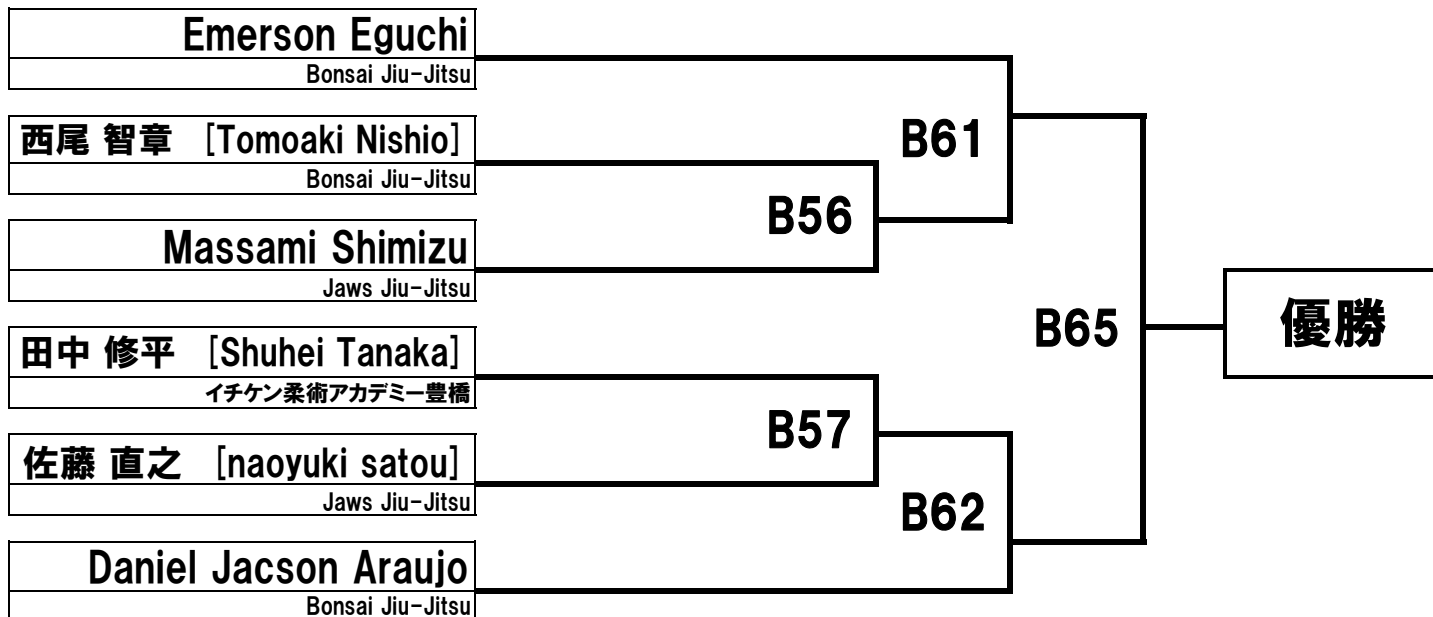 Emerson Eguchi
Bonsai Jiu-Jitsu
西尾 智章 [Tomoaki Nishio]
Bonsai Jiu-Jitsu
Massami Shimizu
Jaws Jiu-Jitsu
田中 修平 [Shuhei Tanaka]
イチケン柔術アカデミー豊橋
佐藤 直之 [naoyuki satou]
Jaws Jiu-Jitsu
Daniel Jacson Araujo
Bonsai Jiu-Jitsu
B61
B56
B57
B62
B65
優勝